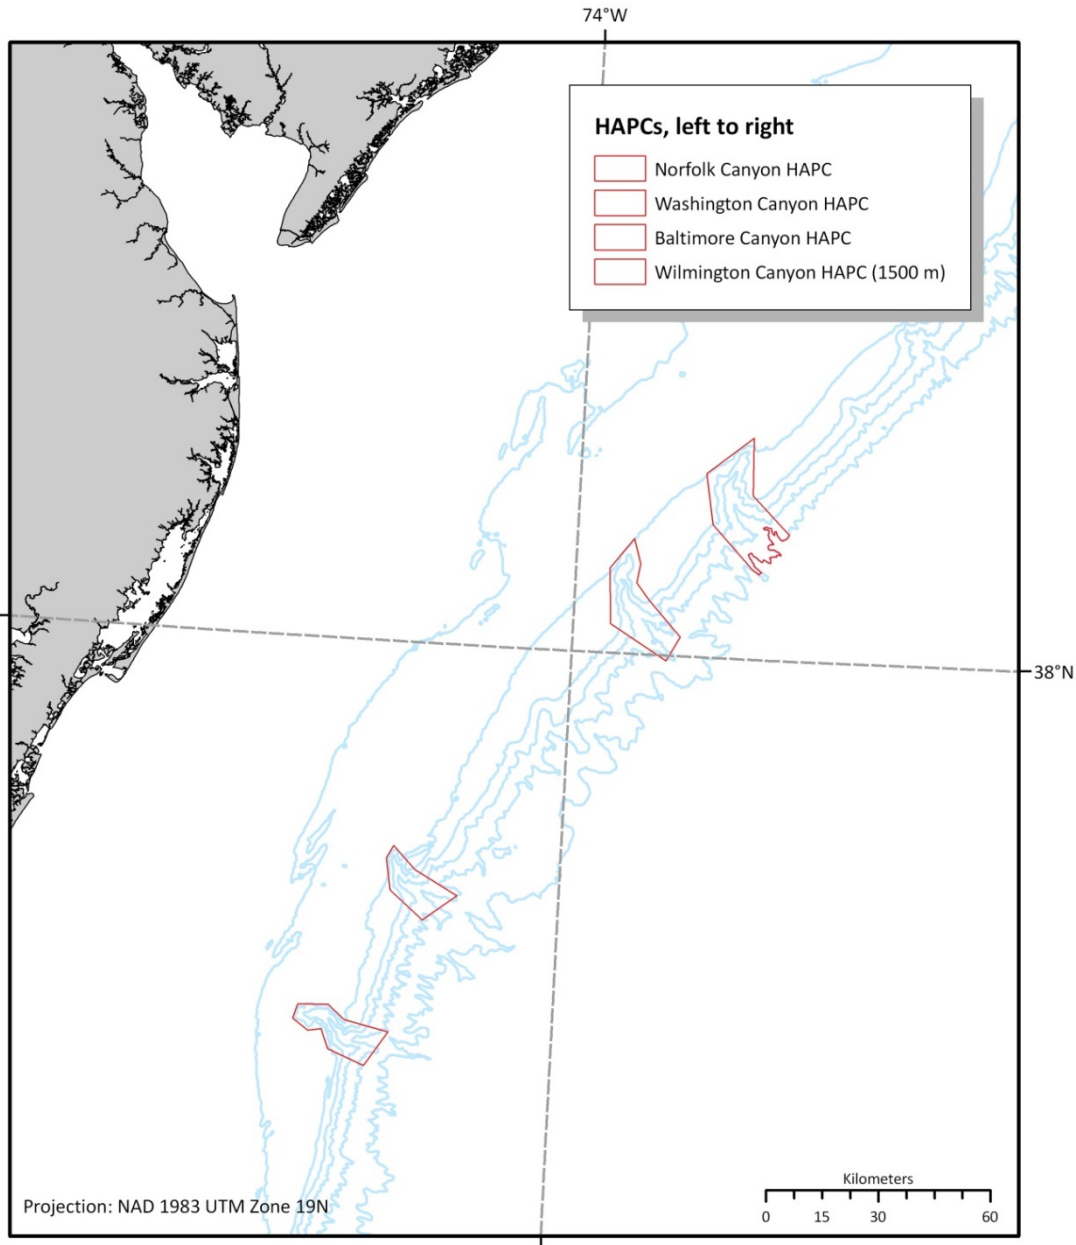 74°W
HAPCs, left to right
Norfolk Canyon HAPC
Washington Canyon HAPC
Baltimore Canyon HAPC
Wilmington Canyon HAPC (1500 m)
38°N
Kilometers
0 15 30 60
Projection: NAD 1983 UTM Zone 19N